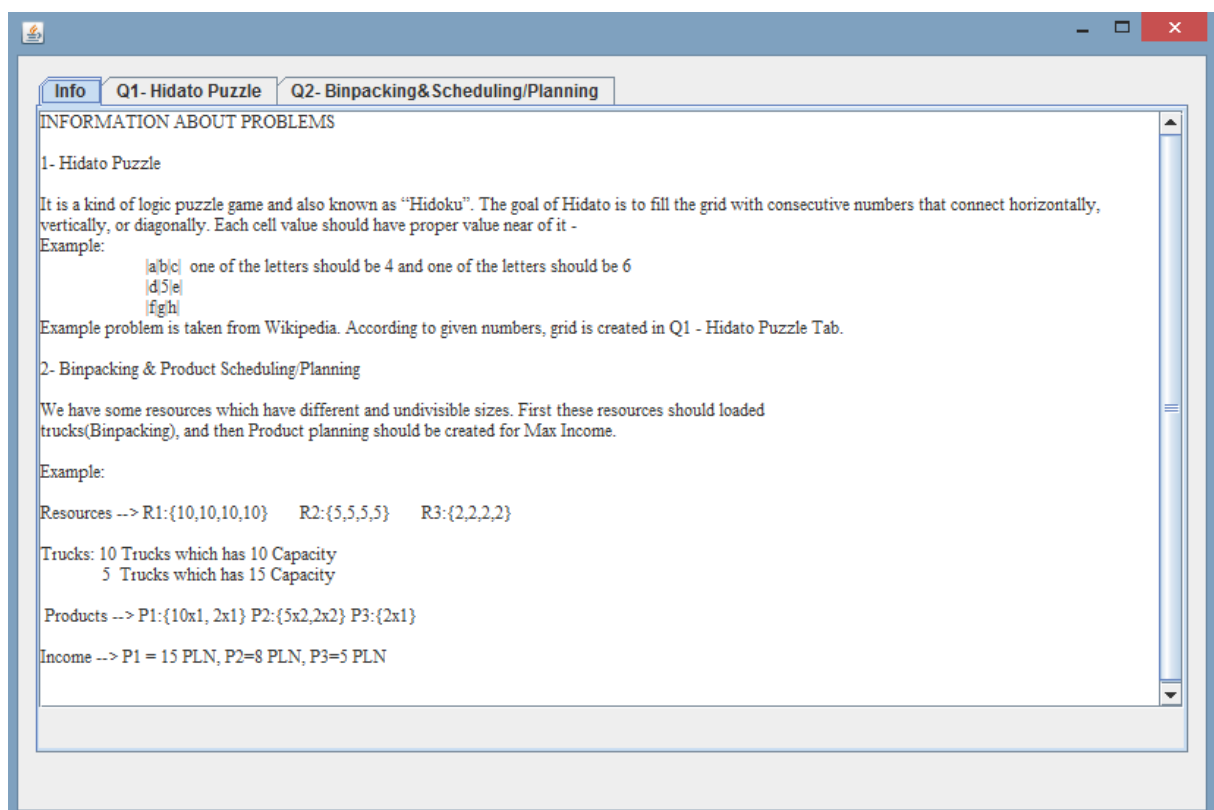 Info
Q1- Hidato Puzzle
Q2- Binpacking&Scheduling/Planning
INFORMATION ABOUT PROBLEMS
1- Hidato Puzzle
It is a kind of logic puzzle game and also known as “Hidoku”. The goal of Hidato is to fill the grid with consecutive numbers that connect horizontally,
vertically, or diagonally. Each cell value should have proper value near of it -
Example:
|a|b|c| one of the letters should be 4 and one of the letters should be 6
|d|5|e|
|f|g|h|
Example problem is taken from Wikipedia. According to given numbers, grid is created in Q1 - Hidato Puzzle Tab.
2- Binpacking & Product Scheduling/Planning
We have some resources which have different and undivisible sizes. First these resources should loaded
trucks(Binpacking), and then Product planning should be created for Max Income.
Example:
Resources --> R1:{10,10,10,10} R2:{5,5,5,5} R3:{2,2,2,2}
Trucks: 10 Trucks which has 10 Capacity
5 Trucks which has 15 Capacity
Products --> P1:{10x1, 2x1} P2:{5x2,2x2} P3:{2x1}
Income --> P1 = 15 PLN, P2=8 PLN, P3=5 PLN